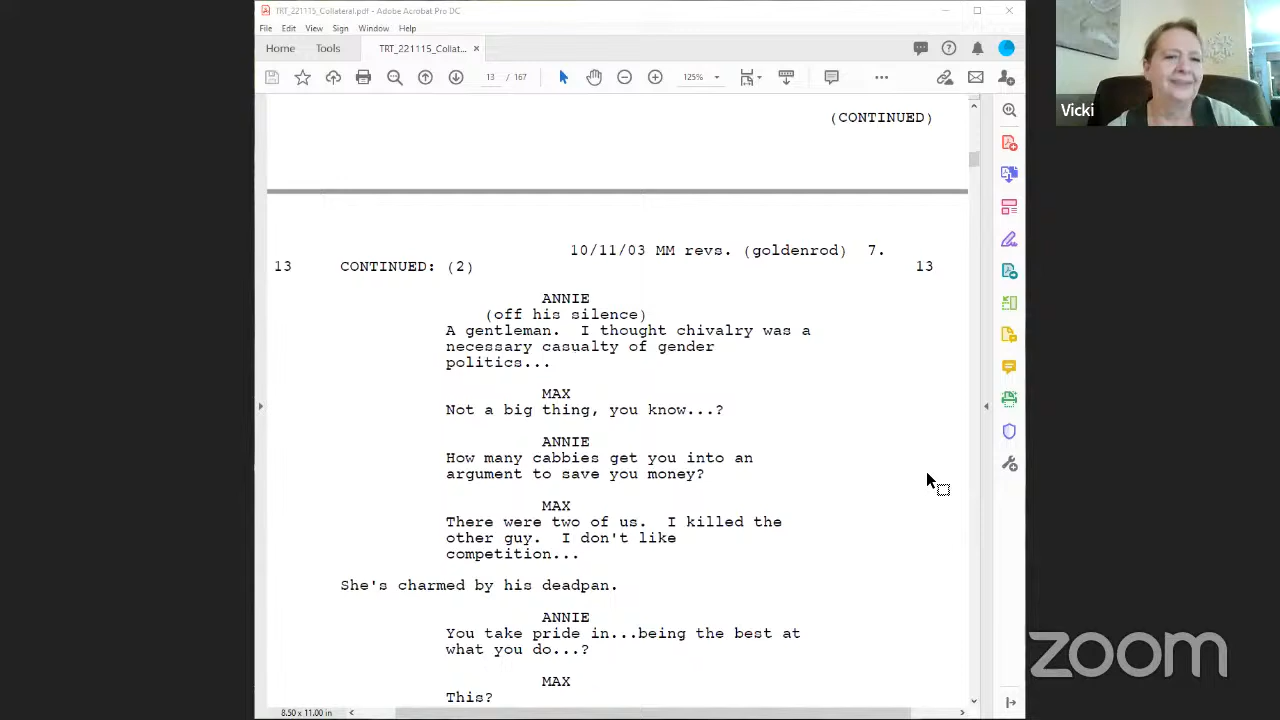 TRT_221115_Collateral.pdf - Adobe Acrobat Pro DC
File Edit View Sign Window Help
Home Tools TRT_221115_Collat... ×
13 / 167 125%
Vicki
(CONTINUED)
10/11/03 MM revs. (goldenrod) 7.
13 CONTINUED: (2) 13
ANNIE
(off his silence)
A gentleman. I thought chivalry was a
necessary casualty of gender
politics...
MAX
Not a big thing, you know...?
ANNIE
How many cabbies get you into an
argument to save you money?
MAX
There were two of us. I killed the
other guy. I don't like
competition...
She's charmed by his deadpan.
ANNIE
You take pride in...being the best at
what you do...?
MAX
This?
8.50 x 11.00 in
zoom